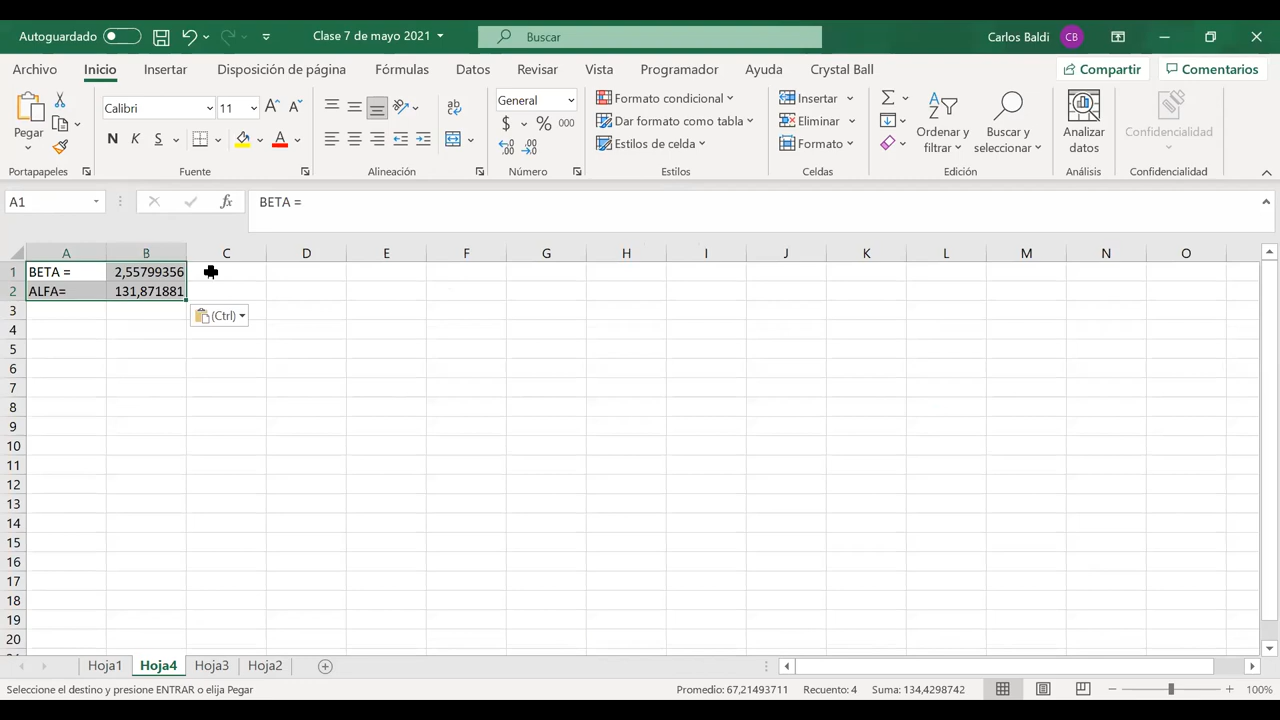 Autoguardado
Clase 7 de mayo 2021
Buscar
Carlos Baldi
CB
Archivo
Inicio
Insertar
Disposición de página
Fórmulas
Datos
Revisar
Vista
Programador
Ayuda
Crystal Ball
Compartir
Comentarios
Pegar
Portapapeles
Calibri
11
N K S
Fuente
Alineación
General
$ % 000
Número
Formato condicional
Dar formato como tabla
Estilos de celda
Estilos
Insertar
Eliminar
Formato
Celdas
Ordenar y
filtrar
Buscar y
seleccionar
Edición
Analizar
datos
Análisis
Confidencialidad
Confidencialidad
A1
fx
BETA =
A B C D E F G H I J K L M N O
1 BETA = 2,55799356
2 ALFA= 131,871881
3
(Ctrl)
4
5
6
7
8
9
10
11
12
13
14
15
16
17
18
19
20
Hoja1
Hoja4
Hoja3
Hoja2
Seleccione el destino y presione ENTRAR o elija Pegar
Promedio: 67,21493711
Recuento: 4
Suma: 134,4298742
100%